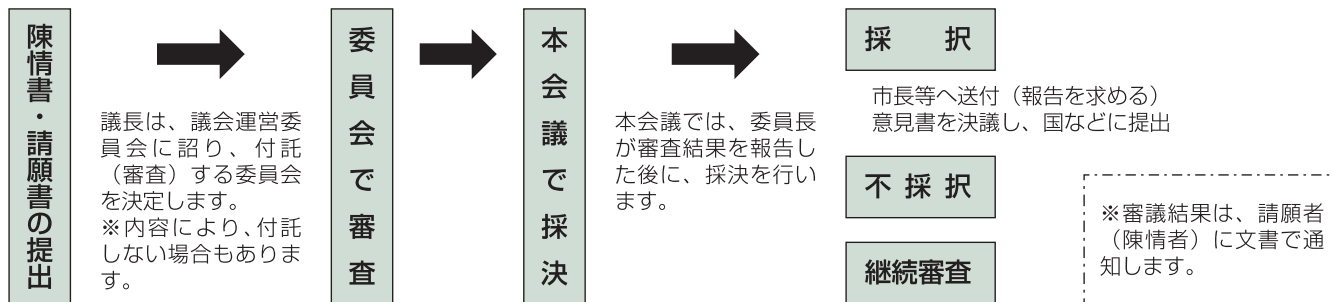 陳情書・請願書の提出
議長は、議会運営委
員会に諮り、付託
（審査）する委員会
を決定します。
※内容により、付託
しない場合もありま
す。
委員会で審査
本会議で採決
本会議では、委員長
が審査結果を報告し
た後に、採決を行い
ます。
採択
市長等へ送付（報告を求める）
意見書を決議し、国などに提出
不採択
継続審査
※審議結果は、請願者
（陳情者）に文書で通
知します。